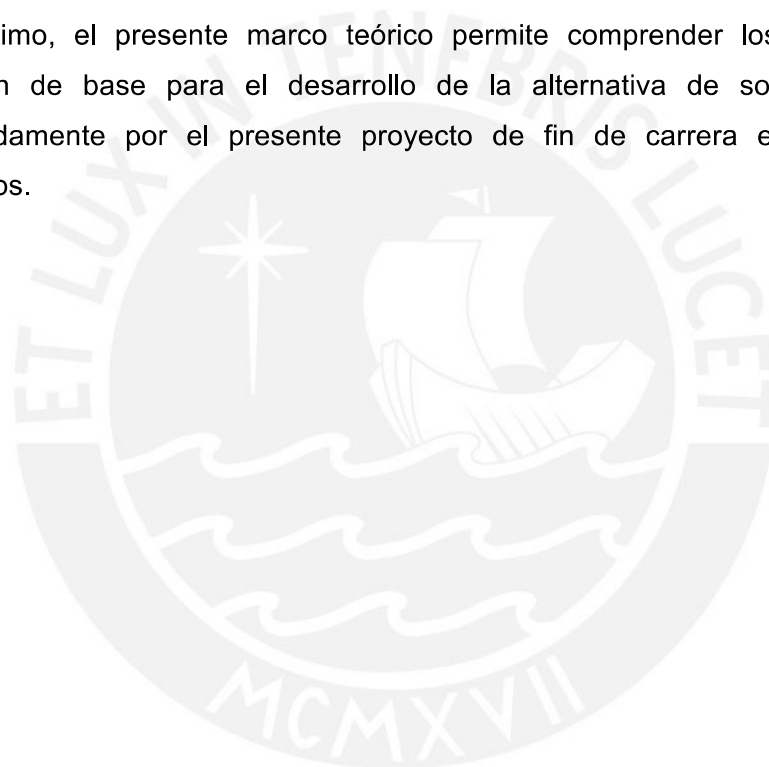 imo, el presente marco teórico permite comprender los
n de base para el desarrollo de la alternativa de so
damente por el presente proyecto de fin de carrera e
os.
ET LUX IN TENEBRIS LUCET
MCMXVII